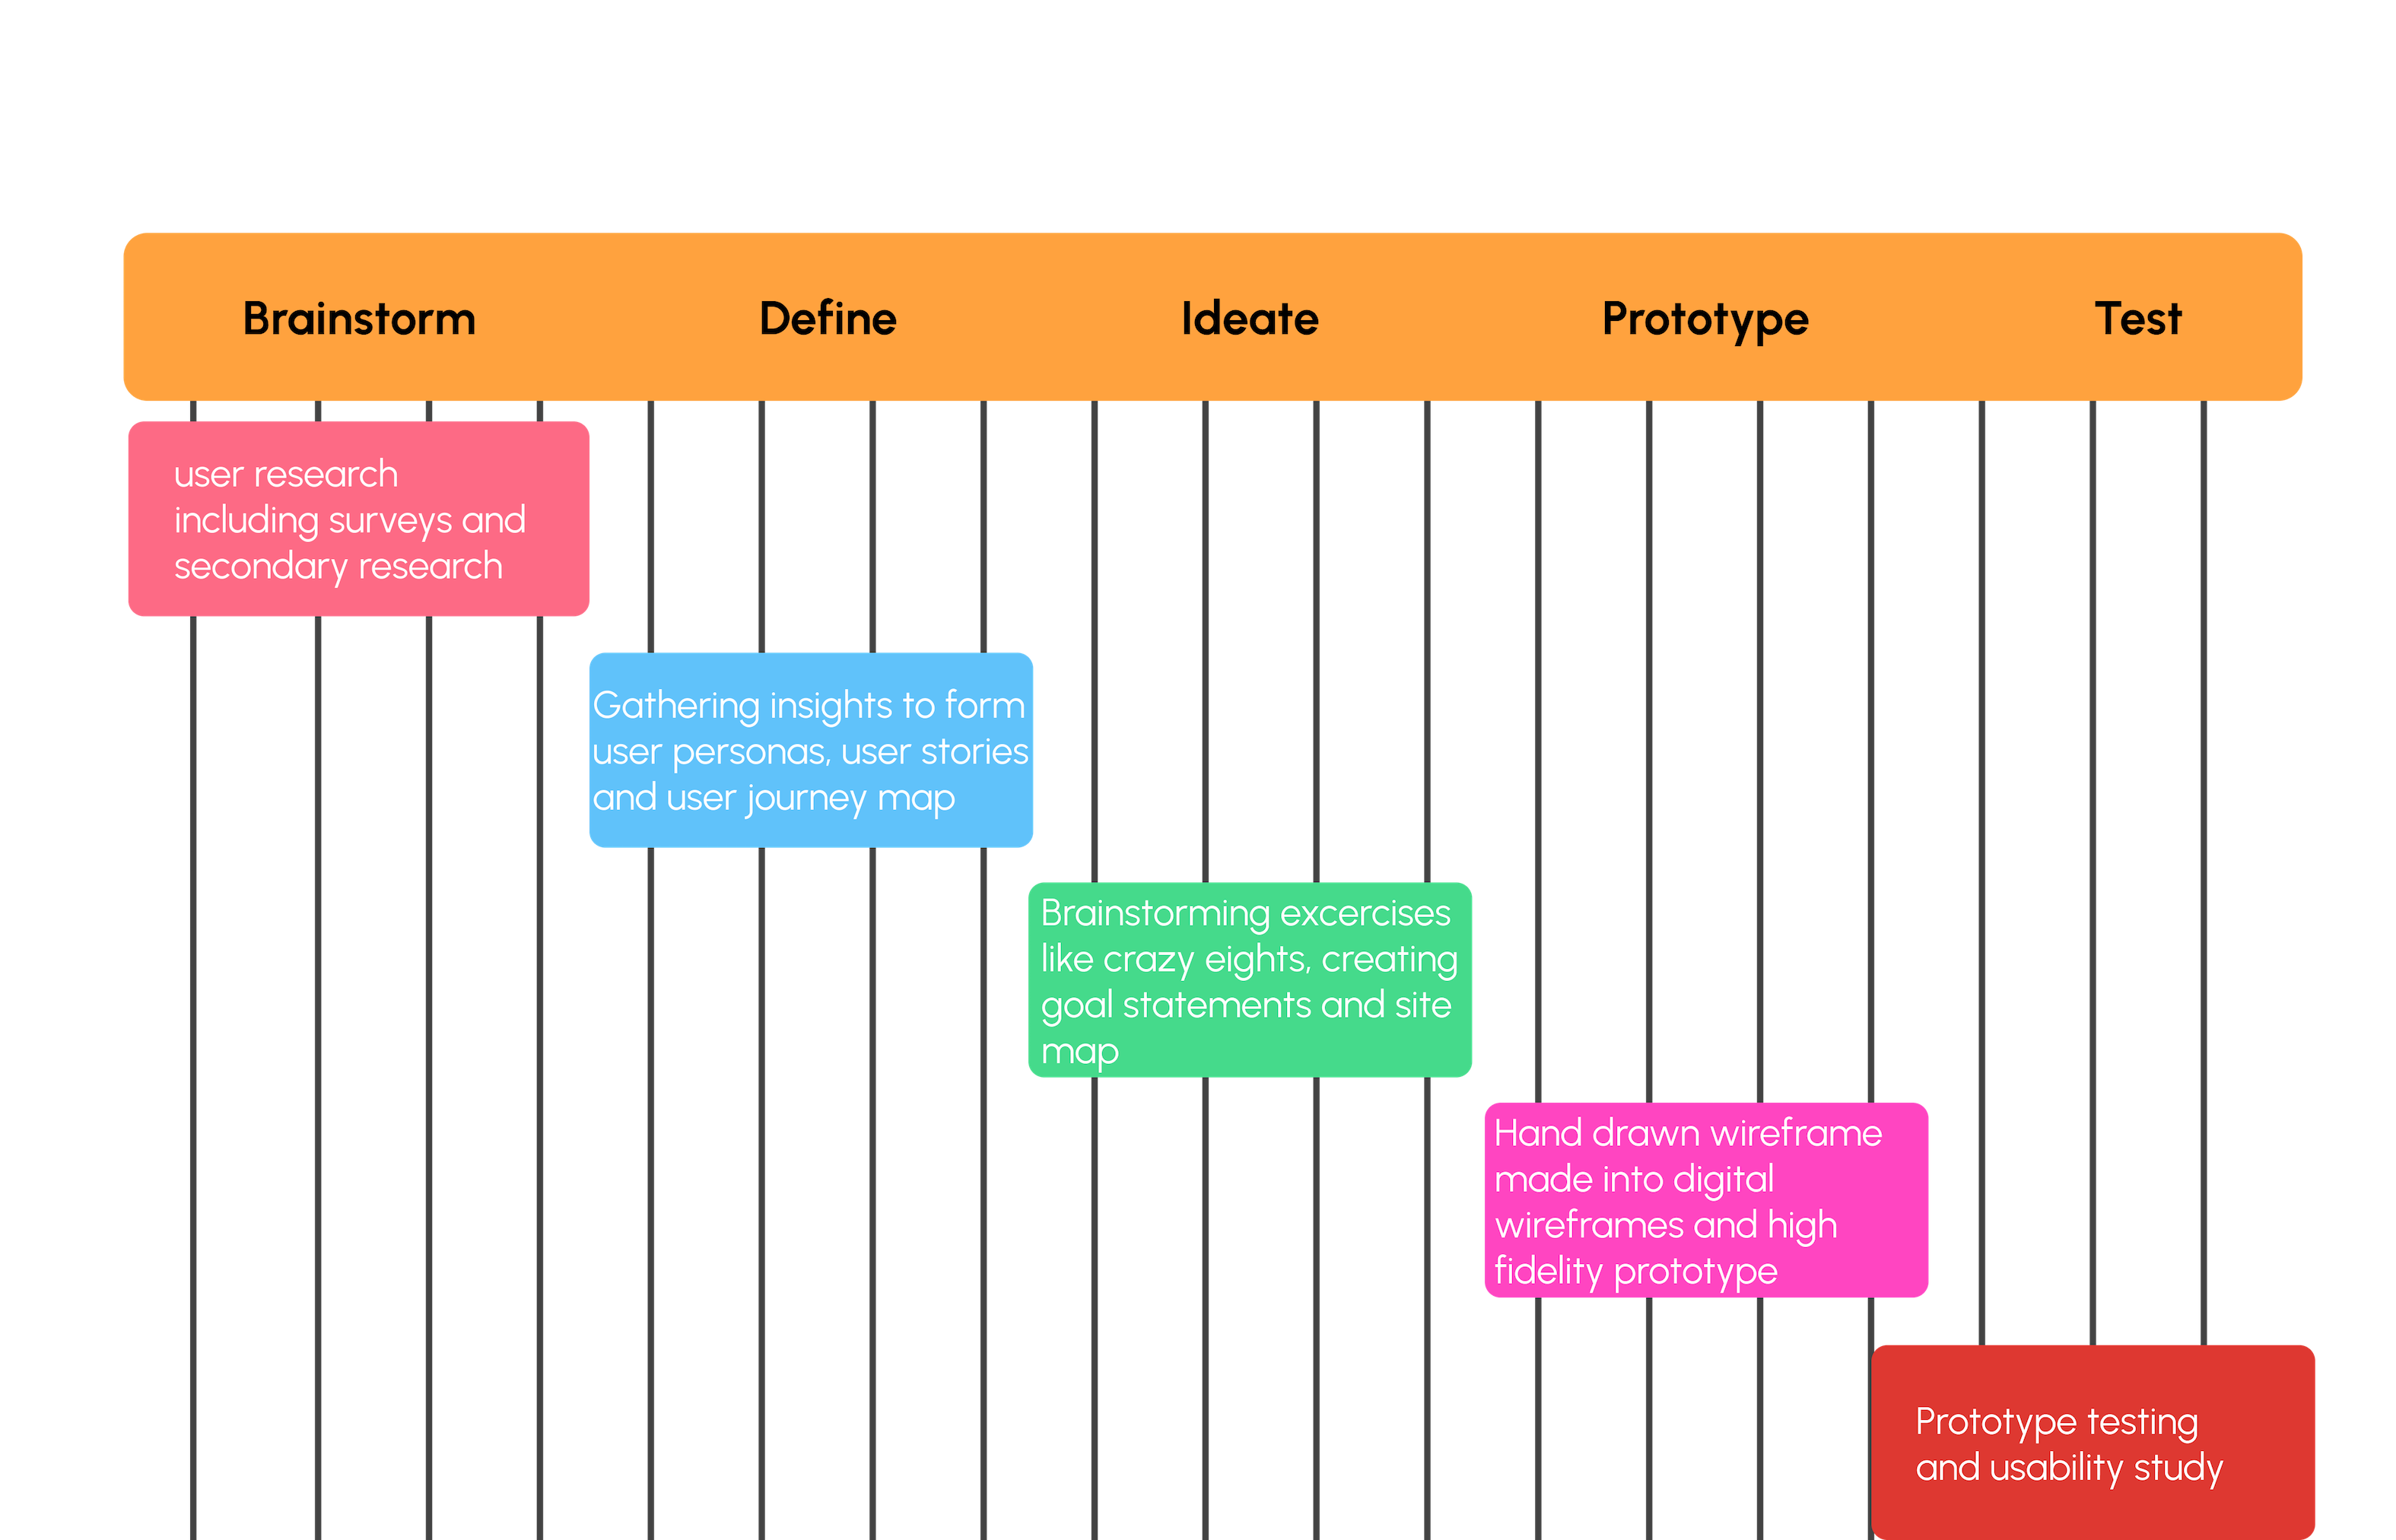 Brainstorm Define Ideate Prototype Test
user research
including surveys and
secondary research
Gathering insights to form
user personas, user stories
and user journey map
Brainstorming excercises
like crazy eights, creating
goal statements and site
map
Hand drawn wireframe
made into digital
wireframes and high
fidelity prototype
Prototype testing
and usability study